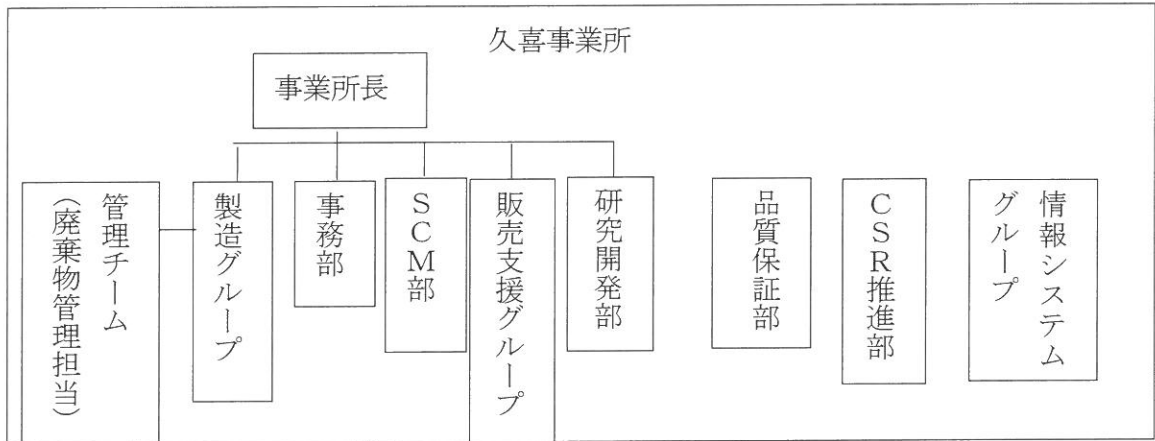 久喜事業所
事業所長
管理チーム
（廃棄物管理担当）
製造グループ
事務部
SCM部
販売支援グループ
研究開発部
品質保証部
CSR推進部
情報システム
グループ